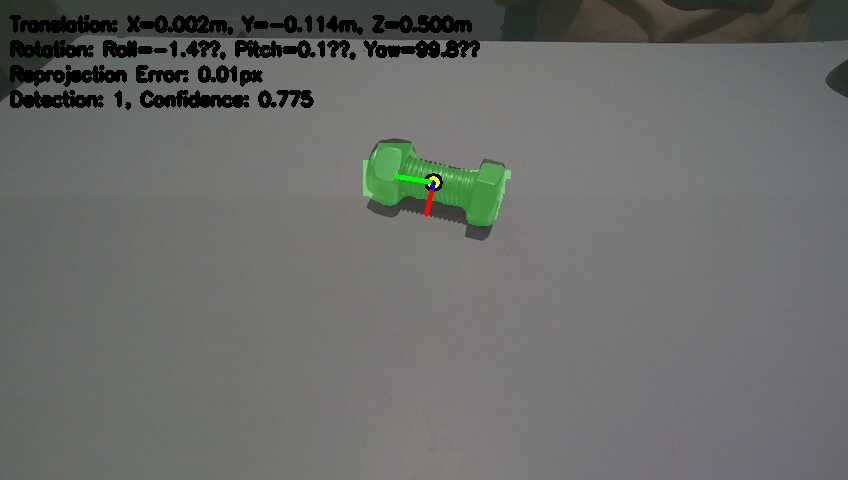 Translation: X=0.002m, Y=-0.114m, Z=0.500m
Rotation: Roll=-1.4??, Pitch=0.1??, Yaw=99.8??
Reprojection Error: 0.01px
Detection: 1, Confidence: 0.775